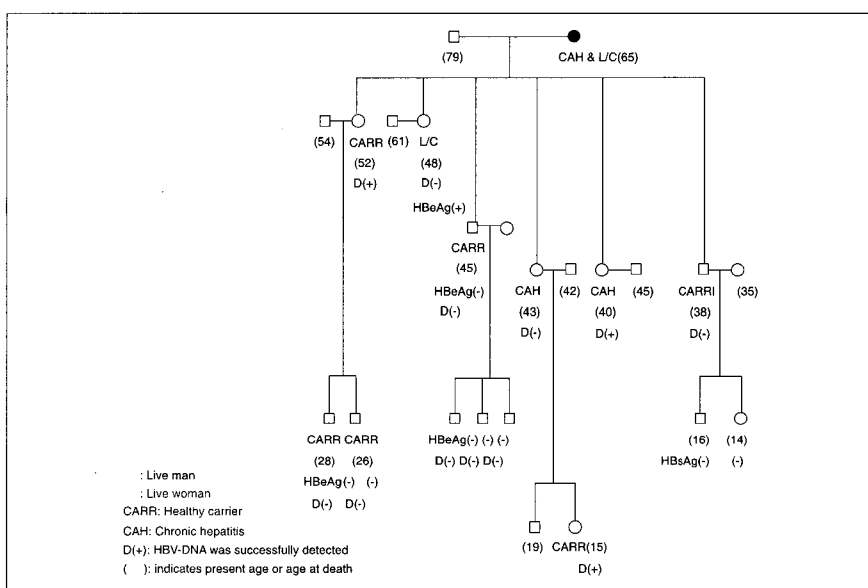 (79) CAH & L/C(65)
(54) CARR (61) L/C
(52) (48)
D(+) D(-)
HBeAg(+)
CARR
(45)
HBeAg(-)
D(-)
CAH (42) CAH (45) CARRI (35)
(43) (40) (38)
D(-) D(+) D(-)
CARR CARR
(28) (26)
HBeAg(-) (-)
D(-) D(-)
HBeAg(-) (-) (-)
D(-) D(-) D(-)
(16) (14)
HBsAg(-) (-)
(19) CARR(15)
D(+)
: Live man
: Live woman
CARR: Healthy carrier
CAH: Chronic hepatitis
D(+): HBV-DNA was successfully detected
( ): indicates present age or age at death